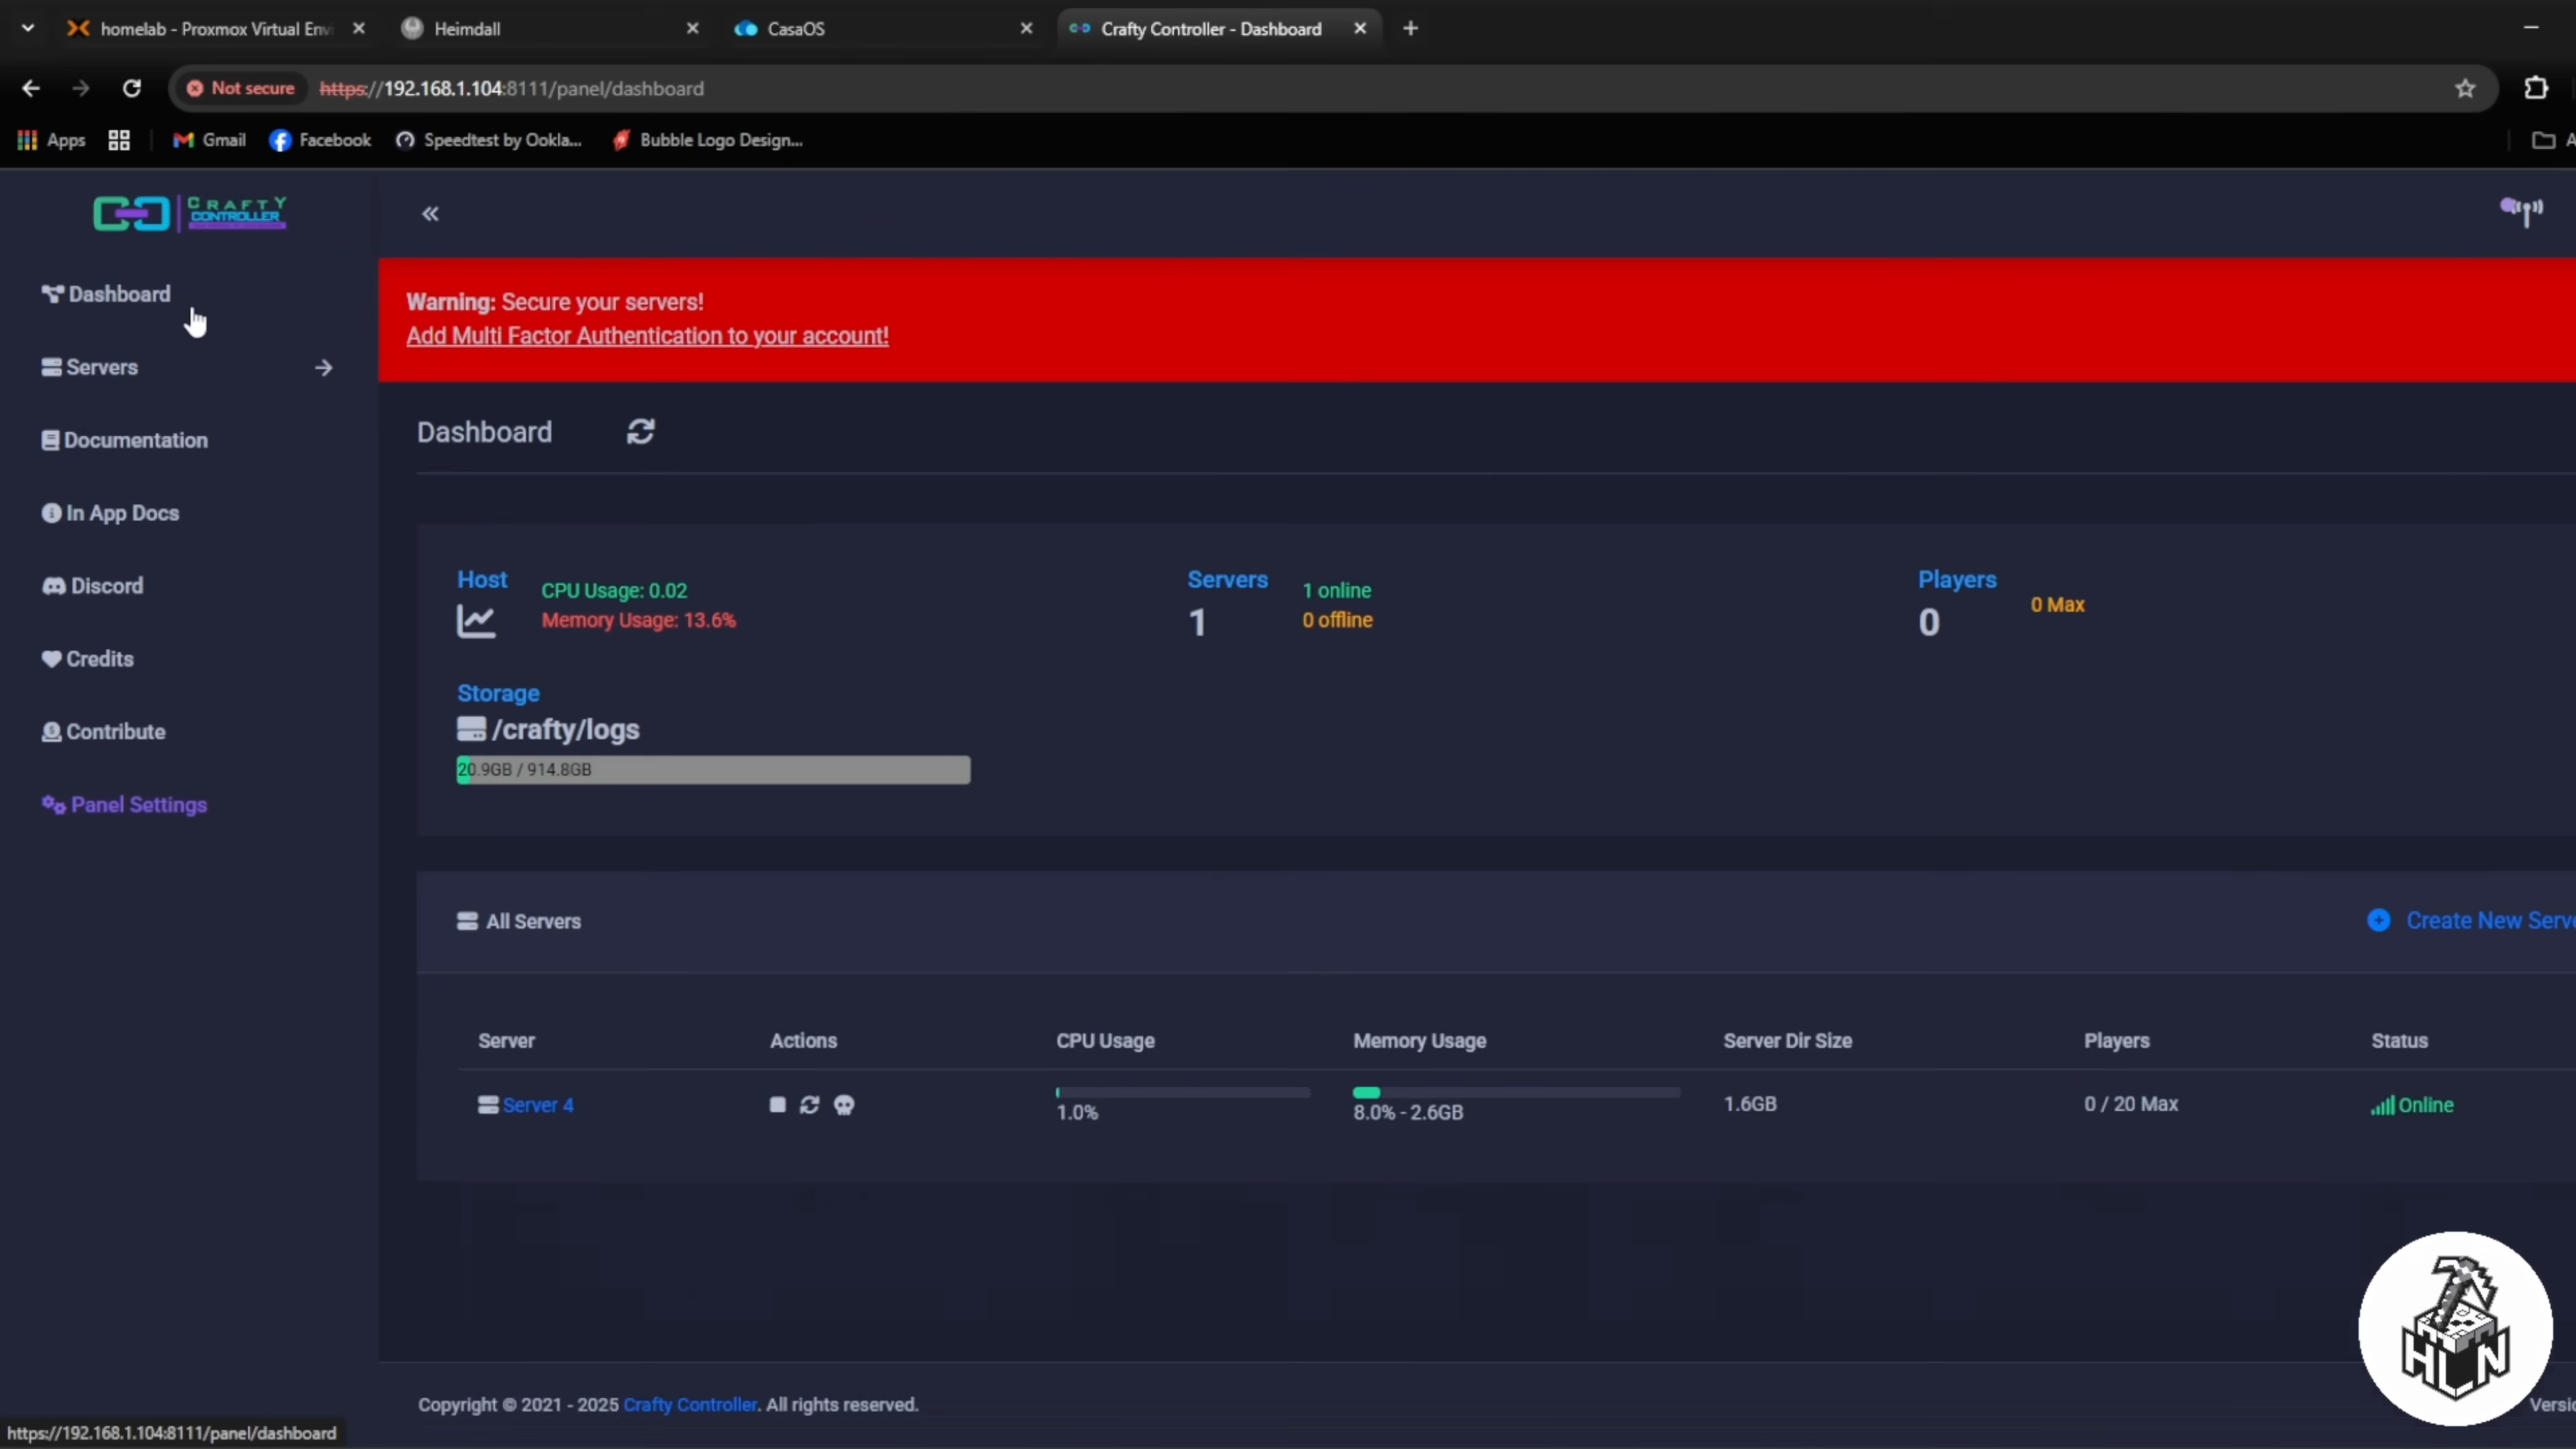 homelab - Proxmox Virtual Envi
Heimdall
CasaOS
Crafty Controller - Dashboard
Not secure
https://192.168.1.104:8111/panel/dashboard
Apps
Gmail
Facebook
Speedtest by Ookla...
Bubble Logo Design...
A
CRAFTY
CONTROLLER
Dashboard
Servers
Documentation
In App Docs
Discord
Credits
Contribute
Panel Settings
Warning: Secure your servers!
Add Multi Factor Authentication to your account!
Dashboard
Host
CPU Usage: 0.02
Memory Usage: 13.6%
Servers
1
1 online
0 offline
Players
0
0 Max
Storage
/crafty/logs
20.9GB / 914.8GB
All Servers
Create New Serve
Server Actions CPU Usage Memory Usage Server Dir Size Players Status
Server 4 1.0% 8.0% - 2.6GB 1.6GB 0 / 20 Max Online
HLN
Copyright © 2021 - 2025 Crafty Controller. All rights reserved.
Versio
https://192.168.1.104:8111/panel/dashboard